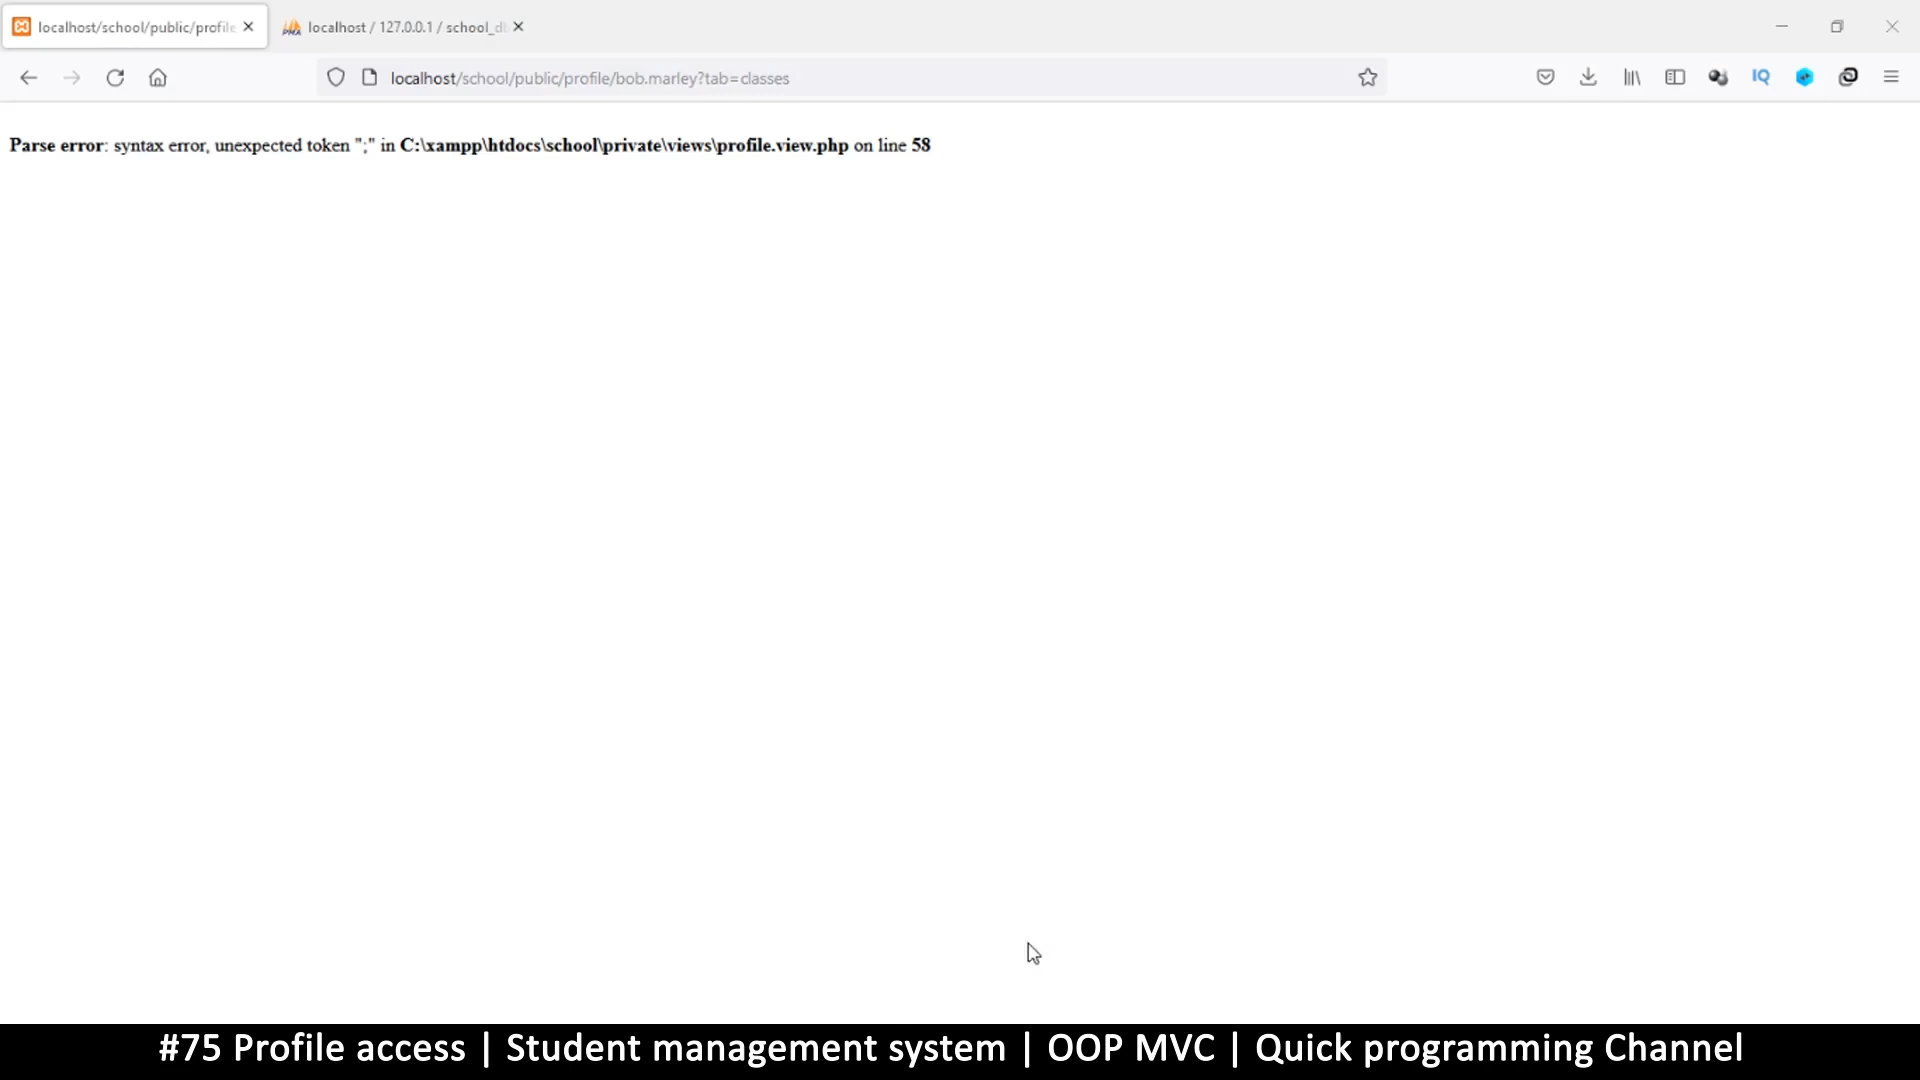 localhost/school/public/profile
localhost / 127.0.0.1 / school_d
localhost/school/public/profile/bob.marley?tab=classes
IQ
Parse error: syntax error, unexpected token ";" in C:\xampp\htdocs\school\private\views\profile.view.php on line 58
#75 Profile access | Student management system | OOP MVC | Quick programming Channel